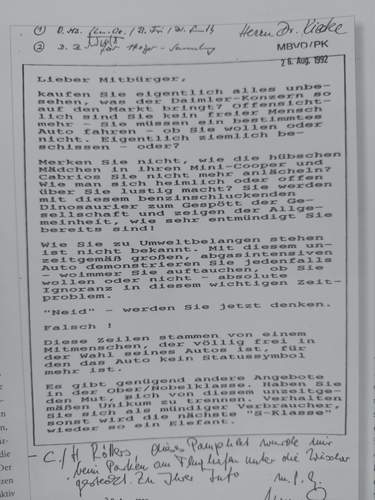 Herrn Dr.
MBVD/PK
26. Aug. 1992
Lieber Mitbürger,
kaufen Sie eigentlich alles unbe-
sehen, was der Daimler-Konzern so
auf den Markt bringt? Offensicht-
lich sind Sie kein freier Mensch
mehr - Sie müssen ein bestimmtes
Auto fahren - ob Sie wollen oder
nicht. Eigentlich ziemlich be-
schissen - oder?
Merken Sie nicht, wie die hübschen
Mädchen in ihren Mini-Cooper und
Cabrios Sie nicht mehr anlächeln?
Wie man sich heimlich oder offen
über Sie lustig macht? Sie werden
mit diesem benzinschluckenden
Dinosaurier zum Gespött der Ge-
sellschaft und zeigen der Allge-
meinheit, wie sehr entmündigt Sie
bereits sind!
Wie Sie zu Umweltbelangen stehen
ist nicht bekannt. Mit diesem un-
zeitgemäß großen, abgasintensiven
Auto demonstrieren Sie jedenfalls
- woimmer Sie auftauchen, ob Sie
wollen oder nicht - absolute
Ignoranz in diesem wichtigen Zeit-
problem.
"Neid" - werden Sie jetzt denken.
Falsch !
Diese Zeilen stammen von einem
Mitmenschen, der völlig frei in
der Wahl seines Autos ist, für
den das Auto kein Statussymbol
mehr ist.
Es gibt genügend andere Angebote
in der Ober/Nobelklasse. Haben Sie
den Mut, sich von diesem unzeitge-
mäßen Unikum zu trennen. Verhalten
Sie sich als mündiger Verbraucher,
sonst wird die nächste "S-Klasse"
wieder so ein Elefant.
dieses Pamphlet wurde mir
beim Parken am Flughafen unter die Wischer
gesteckt. Zu Ihrer Info